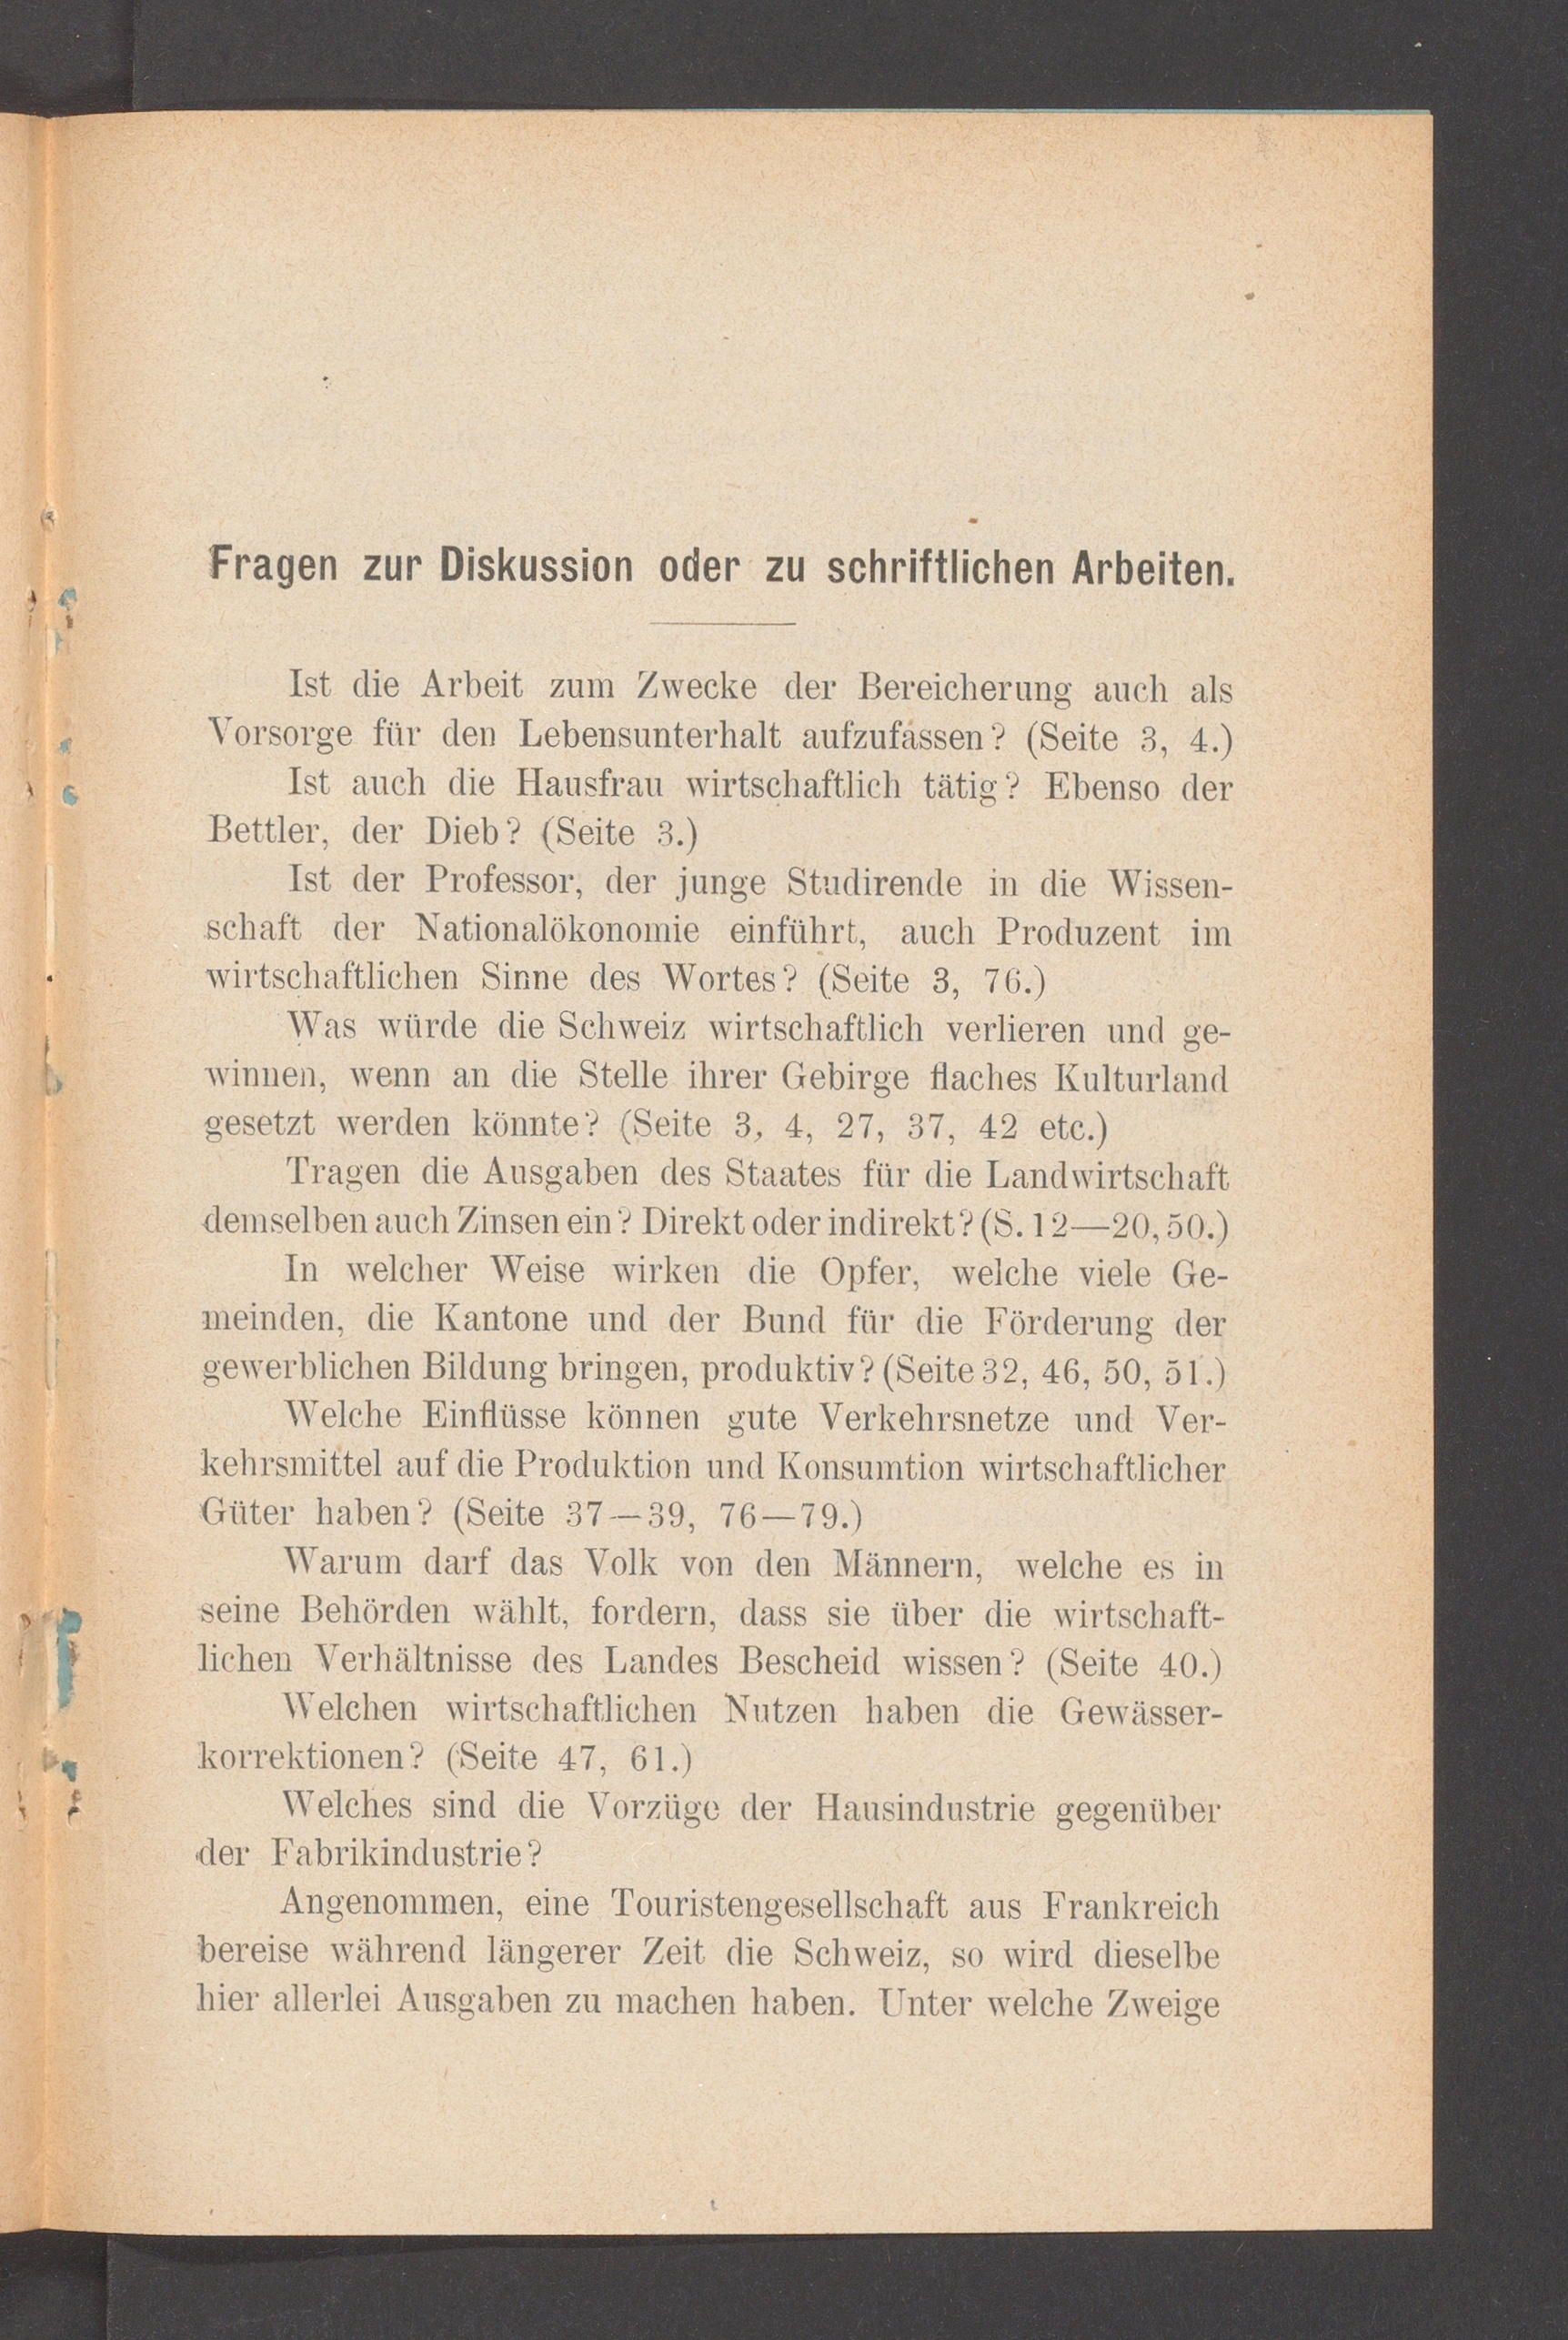 Fragen zur Diskussion oder zu schriftlichen Arbeiten.
Ist die Arbeit zum Zwecke der Bereicherung auch als
Vorsorge für den Lebensunterhalt aufzufassen? (Seite 3, 4.)
Ist auch die Hausfrau wirtschaftlich tätig? Ebenso der
Bettler, der Dieb? (Seite 3.)
Ist der Professor, der junge Studirende in die Wissen-
schaft der Nationalökonomie einführt, auch Produzent im
wirtschaftlichen Sinne des Wortes? (Seite 3, 76.)
Was würde die Schweiz wirtschaftlich verlieren und ge-
winnen, wenn an die Stelle ihrer Gebirge flaches Kulturland
gesetzt werden könnte? (Seite 3, 4, 27, 37, 42 etc.)
Tragen die Ausgaben des Staates für die Landwirtschaft
demselben auch Zinsen ein? Direkt oder indirekt? (S. 12—20, 50.)
In welcher Weise wirken die Opfer, welche viele Ge-
meinden, die Kantone und der Bund für die Förderung der
gewerblichen Bildung bringen, produktiv? (Seite 32, 46, 50, 51.)
Welche Einflüsse können gute Verkehrsnetze und Ver-
kehrsmittel auf die Produktion und Konsumtion wirtschaftlicher
Güter haben? (Seite 37—39, 76—79.)
Warum darf das Volk von den Männern, welche es in
seine Behörden wählt, fordern, dass sie über die wirtschaft-
lichen Verhältnisse des Landes Bescheid wissen? (Seite 40.)
Welchen wirtschaftlichen Nutzen haben die Gewässer-
korrektionen? (Seite 47, 61.)
Welches sind die Vorzüge der Hausindustrie gegenüber
der Fabrikindustrie?
Angenommen, eine Touristengesellschaft aus Frankreich
bereise während längerer Zeit die Schweiz, so wird dieselbe
hier allerlei Ausgaben zu machen haben. Unter welche Zweige